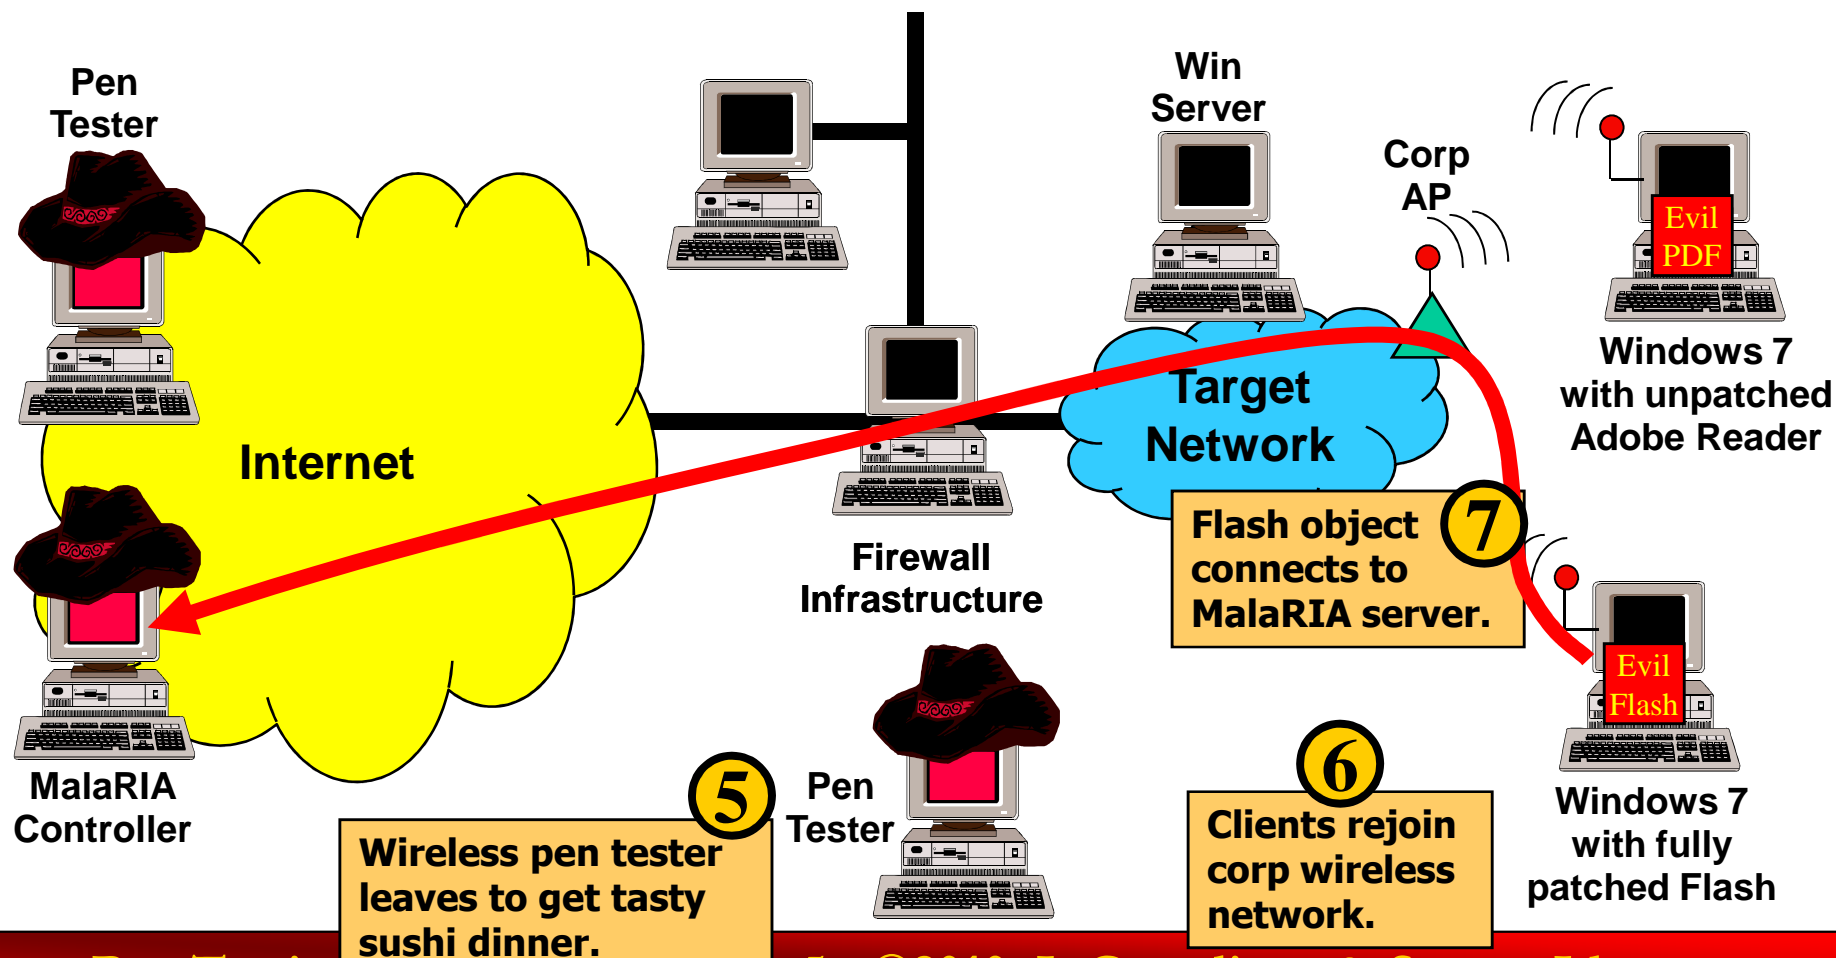 Pen
Tester
Win
Server
Corp
AP
Evil
PDF
Windows 7
with unpatched
Adobe Reader
Internet
Target
Network
Firewall
Infrastructure
7
Flash object
connects to
MalaRIA server.
Evil
Flash
Windows 7
with fully
patched Flash
MalaRIA
Controller
5
Wireless pen tester
leaves to get tasty
sushi dinner.
Pen
Tester
6
Clients rejoin
corp wireless
network.
©2010